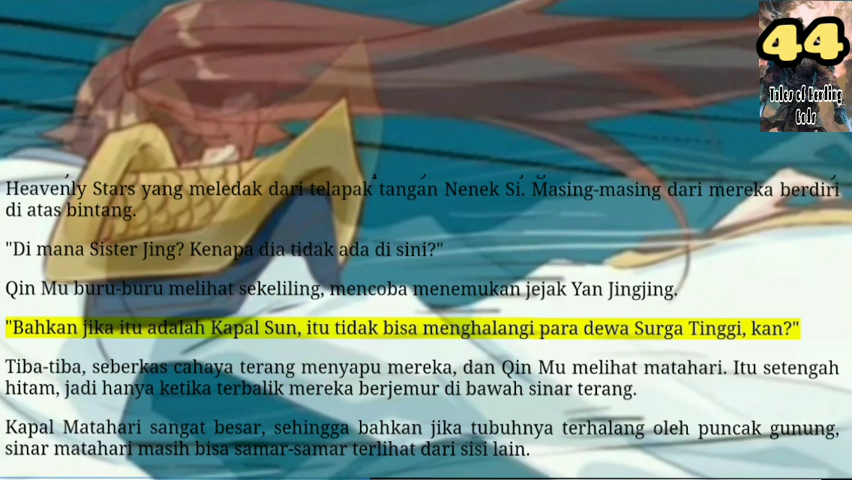 44
Tales of Herding
Gods
Heavenly Stars yang meledak dari telapak tangan Nenek Si. Masing-masing dari mereka berdiri
di atas bintang.
"Di mana Sister Jing? Kenapa dia tidak ada di sini?"
Qin Mu buru-buru melihat sekeliling, mencoba menemukan jejak Yan Jingjing.
"Bahkan jika itu adalah Kapal Sun, itu tidak bisa menghalangi para dewa Surga Tinggi, kan?"
Tiba-tiba, seberkas cahaya terang menyapu mereka, dan Qin Mu melihat matahari. Itu setengah
hitam, jadi hanya ketika terbalik mereka berjemur di bawah sinar terang.
Kapal Matahari sangat besar, sehingga bahkan jika tubuhnya terhalang oleh puncak gunung,
sinar matahari masih bisa samar-samar terlihat dari sisi lain.